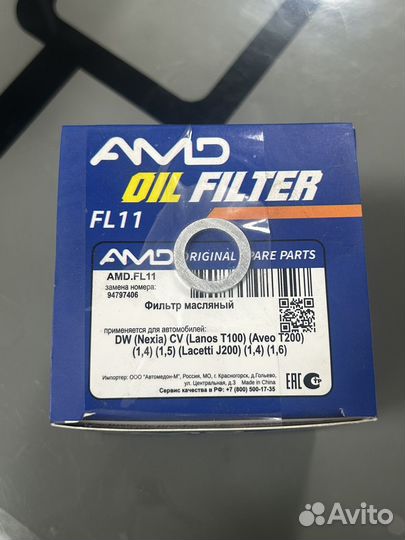 AMD
OIL FILTER
FL11
AMD ORIGINAL SPARE PARTS
AMD.FL11
замена номера:
94797406
Фильтр масляный
применяется для автомобилей:
DW (Nexia) CV (Lanos T100) (Aveo T200)
(1,4) (1,5) (Lacetti J200) (1,4) (1,6)
Импортер: ООО "Автомедон-М", Россия, МО, г. Красногорск, д.Гольево,
ул. Центральная, д.3 Made in China
Сервис качества в РФ: +7 (800) 500-17-35
EAC
Avito